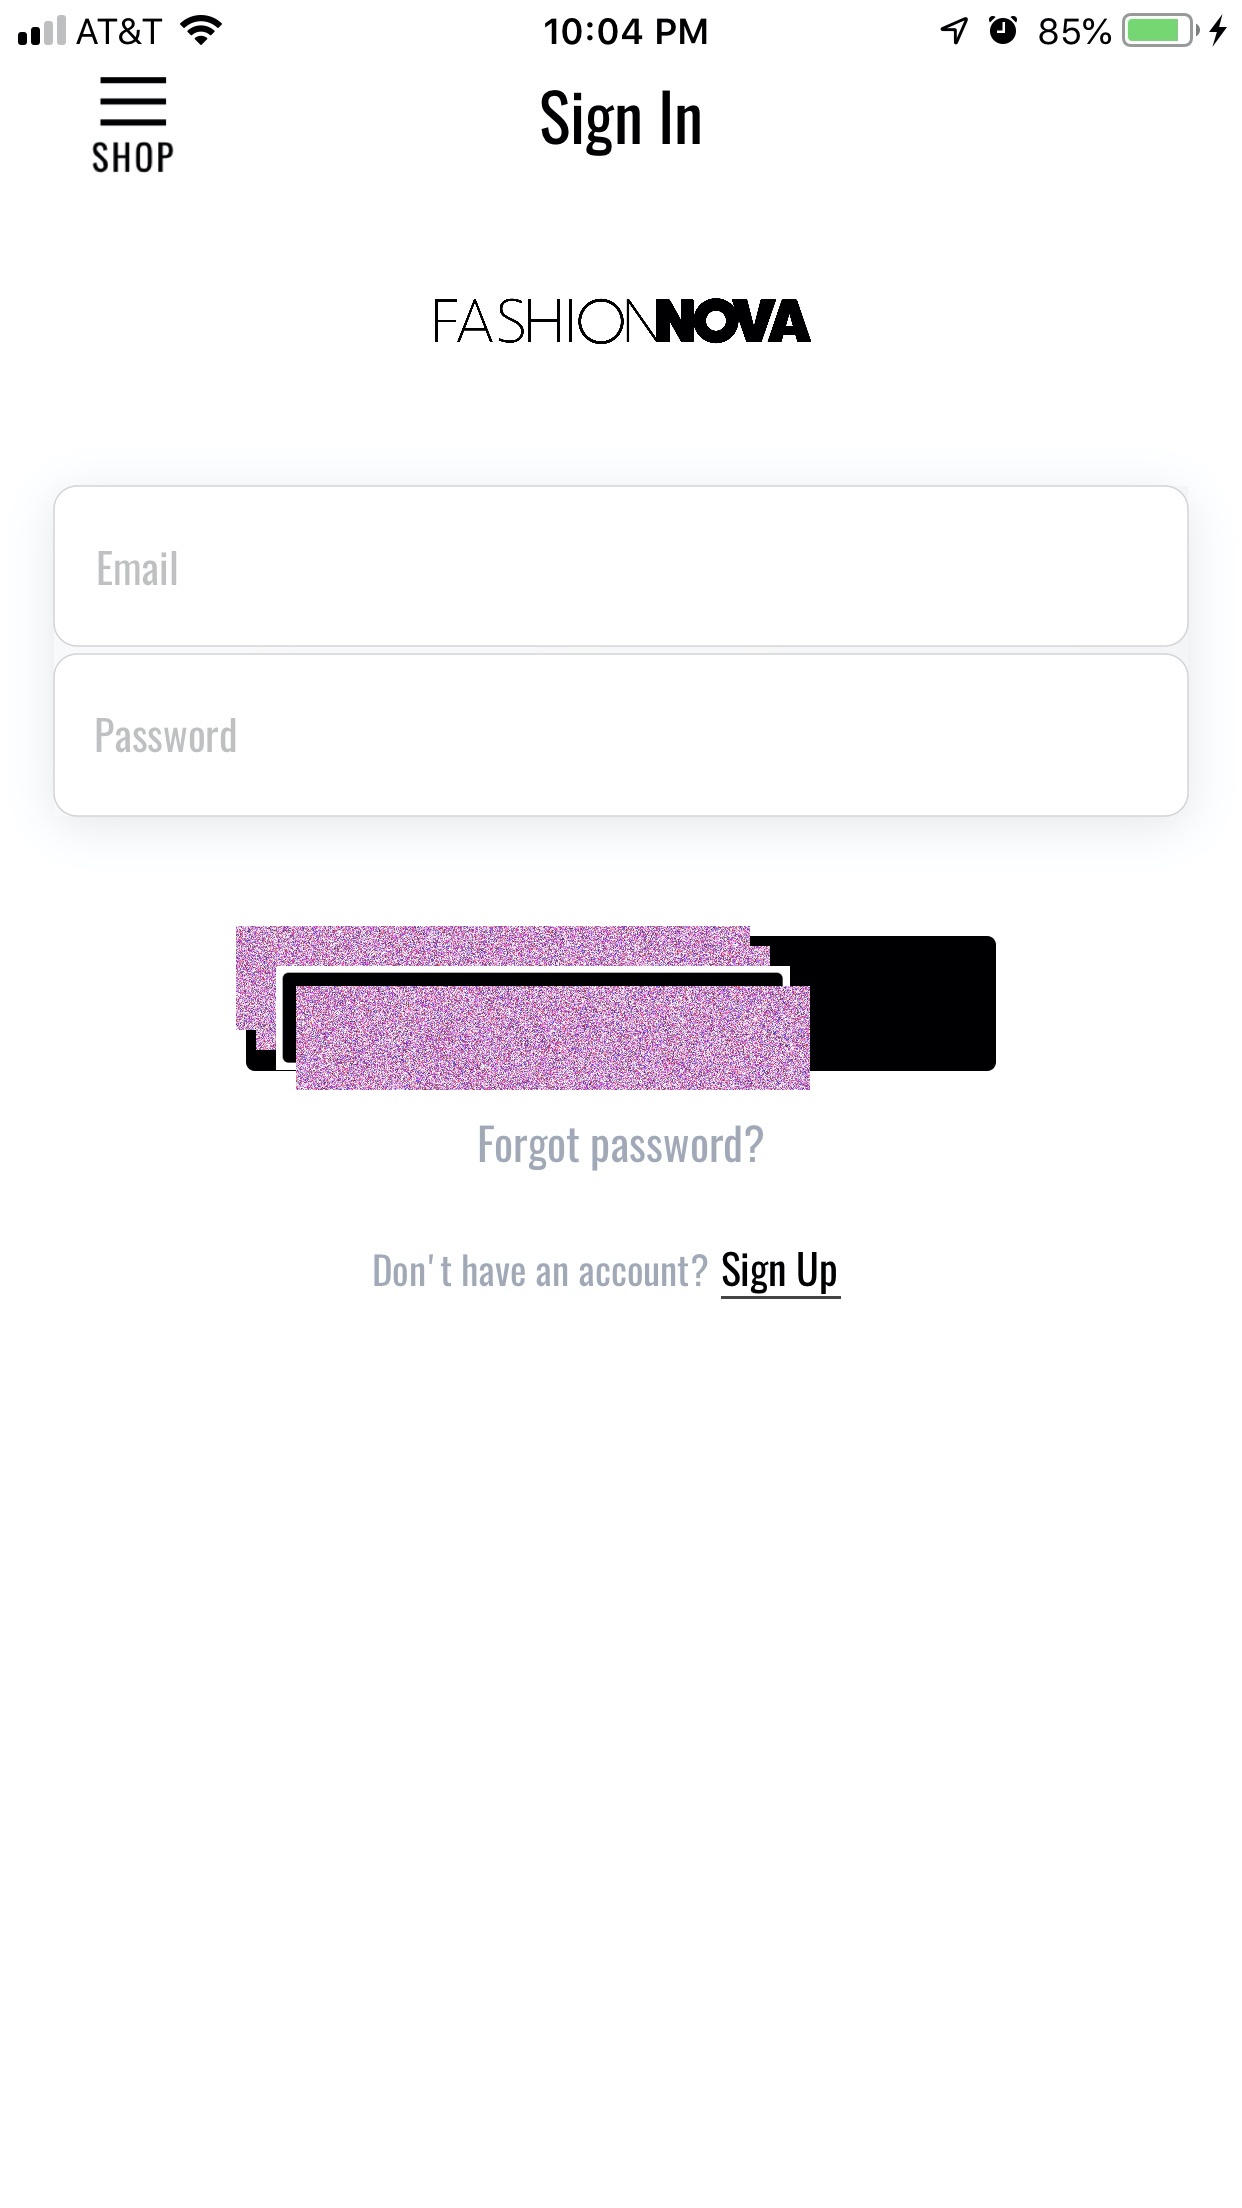 AT&T 10:04 PM 85%
Sign In
SHOP
FASHIONNOVA
Email
Password
Forgot password?
Don't have an account? Sign Up